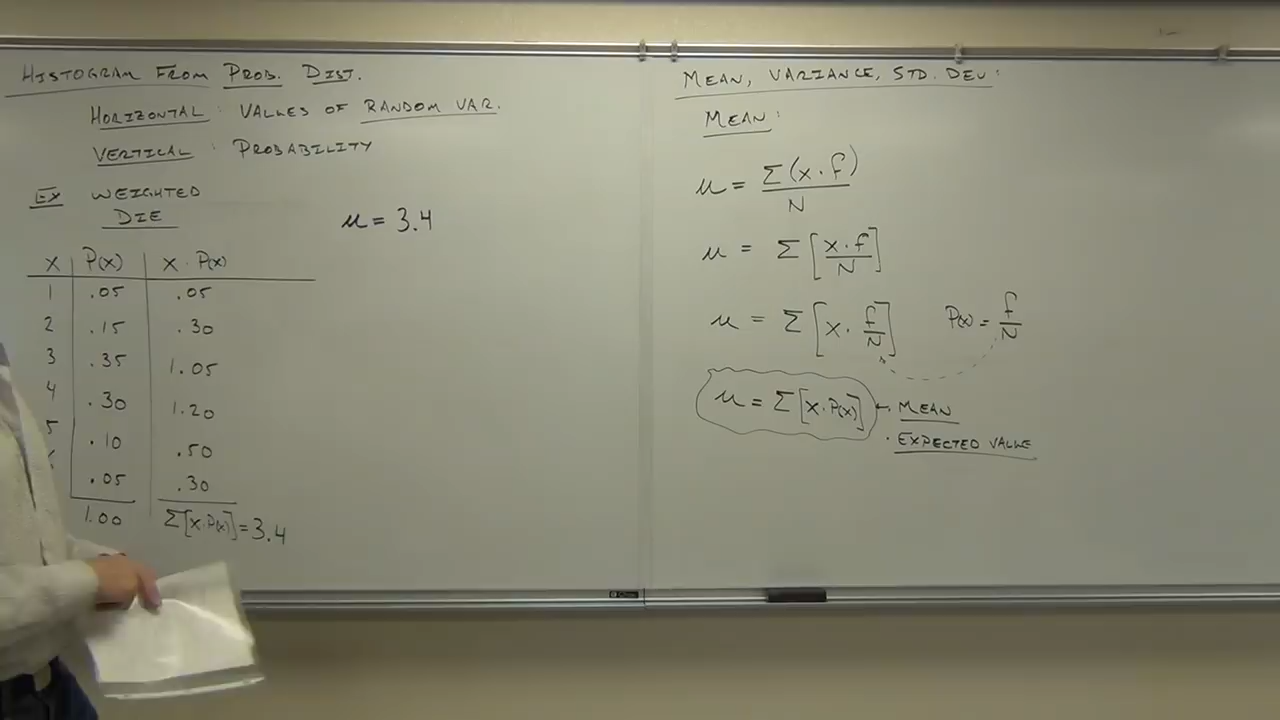 HISTOGRAM FROM PROB. DIST.
HORIZONTAL: VALUES OF RANDOM VAR.
VERTICAL: PROBABILITY
EX WEIGHTED
DIE
μ = 3.4
X P(X) X · P(X)
1 .05 .05
2 .15 .30
3 .35 1.05
4 .30 1.20
5 .10 .50
.05 .30
1.00 Σ[X·P(X)] = 3.4
MEAN, VARIANCE, STD. DEV:
MEAN:
μ = Σ(X·f)/N
μ = Σ[X·f/N]
μ = Σ[X · f/N] P(X) = f/N
μ = Σ[X·P(X)] ← · MEAN
· EXPECTED VALUE